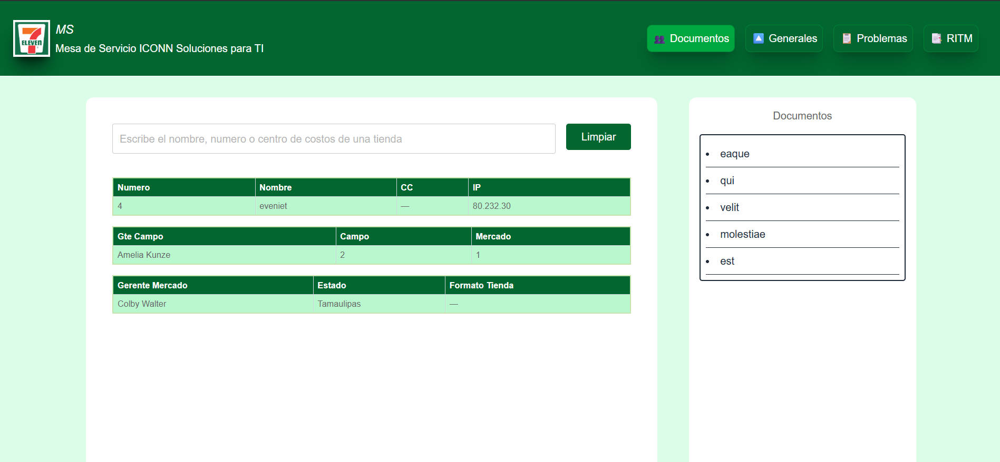 MS
7
ELEVEN
Mesa de Servicio ICONN Soluciones para TI
Documentos
Generales
Problemas
RITM
Escribe el nombre, numero o centro de costos de una tienda
Limpiar
Numero Nombre CC IP
4 eveniet — 80.232.30
Gte Campo Campo Mercado
Amelia Kunze 2 1
Gerente Mercado Estado Formato Tienda
Colby Walter Tamaulipas —
Documentos
• eaque
• qui
• velit
• molestiae
• est